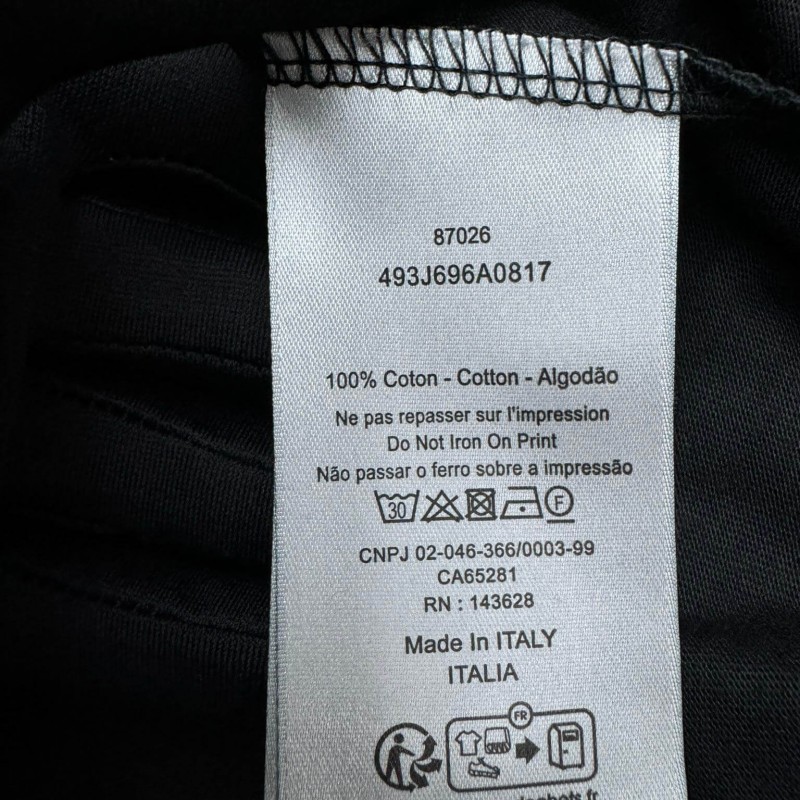 87026
493J696A0817
100% Coton - Cotton - Algodão
Ne pas repasser sur l'impression
Do Not Iron On Print
Não passar o ferro sobre a impressão
30 F
CNPJ 02-046-366/0003-99
CA65281
RN : 143628
Made In ITALY
ITALIA
FR